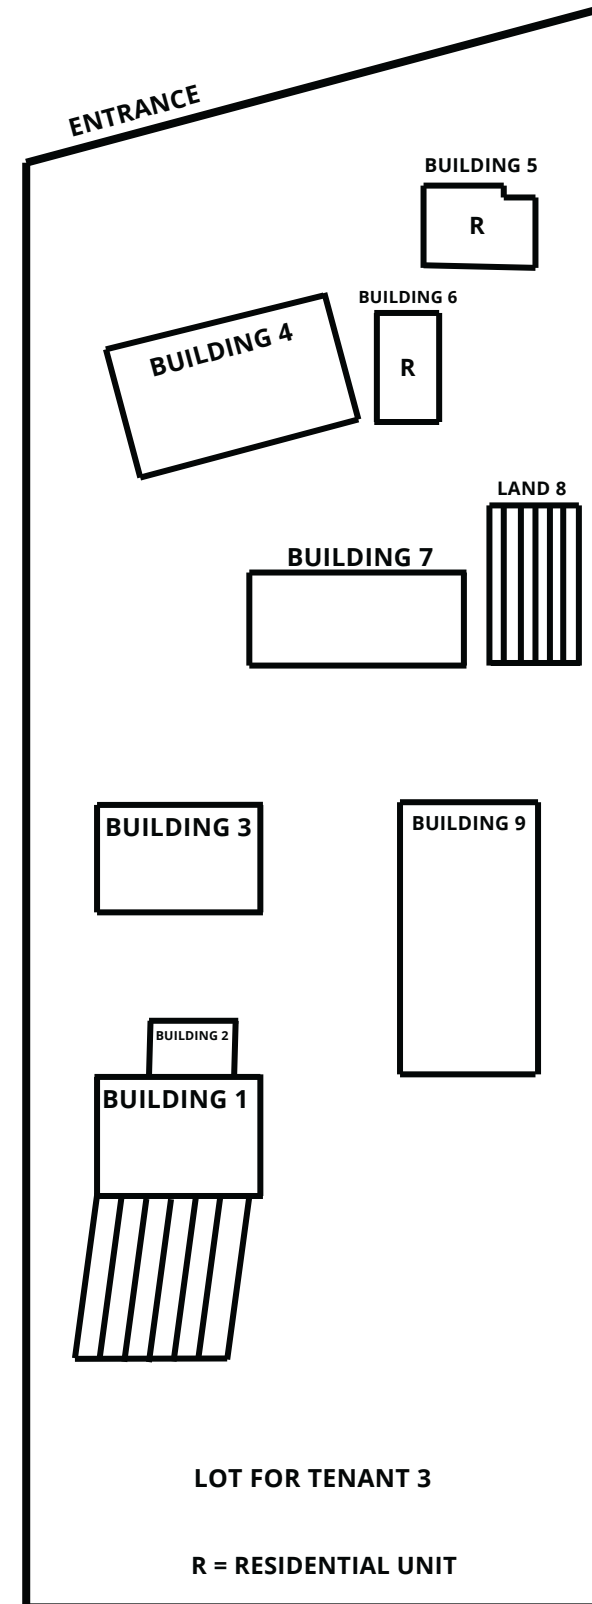 ENTRANCE
BUILDING 5
R
BUILDING 6
BUILDING 4
R
LAND 8
BUILDING 7
BUILDING 3
BUILDING 9
BUILDING 2
BUILDING 1
LOT FOR TENANT 3
R = RESIDENTIAL UNIT